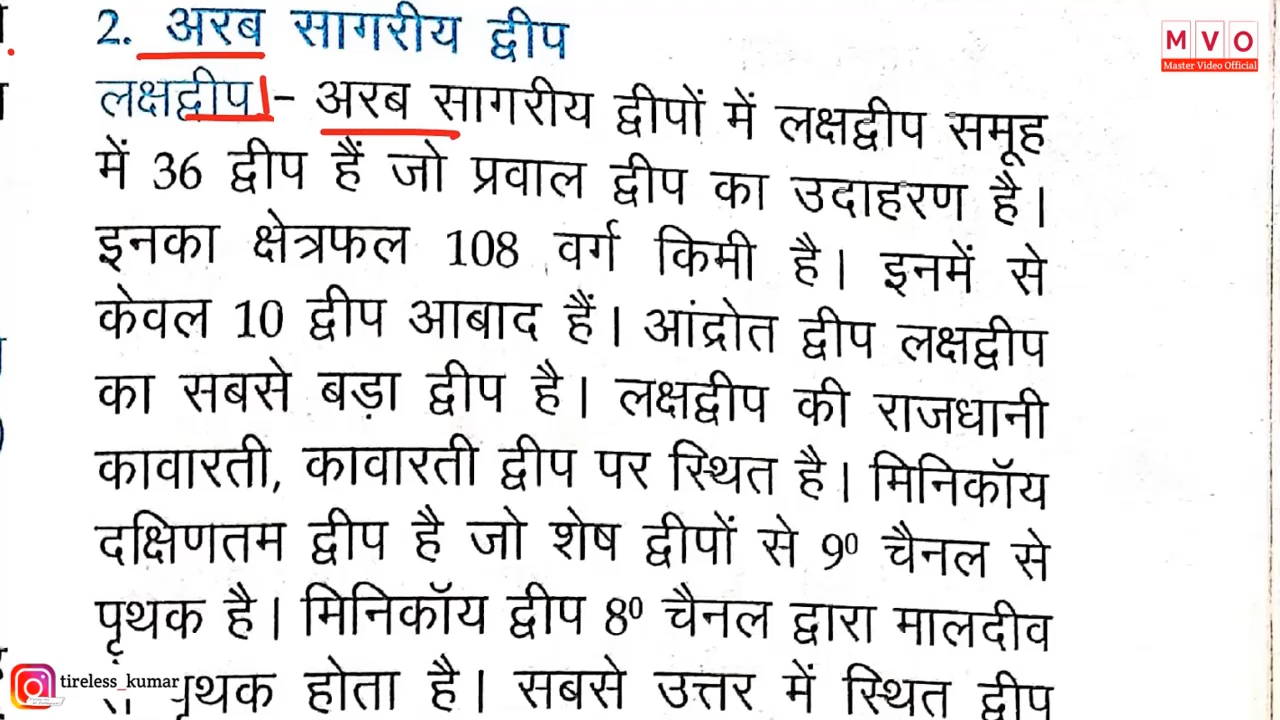 2. अरब सागरीय द्वीप
MVO
Master Video Official
लक्षद्वीप - अरब सागरीय द्वीपों में लक्षद्वीप समूह
में 36 द्वीप हैं जो प्रवाल द्वीप का उदाहरण है।
इनका क्षेत्रफल 108 वर्ग किमी है। इनमें से
केवल 10 द्वीप आबाद हैं। आंद्रोत द्वीप लक्षद्वीप
का सबसे बड़ा द्वीप है। लक्षद्वीप की राजधानी
कावारती, कावारती द्वीप पर स्थित है। मिनिकॉय
दक्षिणतम द्वीप है जो शेष द्वीपों से 9⁰ चैनल से
पृथक है। मिनिकॉय द्वीप 8⁰ चैनल द्वारा मालदीव
tireless_kumar
पृथक होता है। सबसे उत्तर में स्थित द्वीप